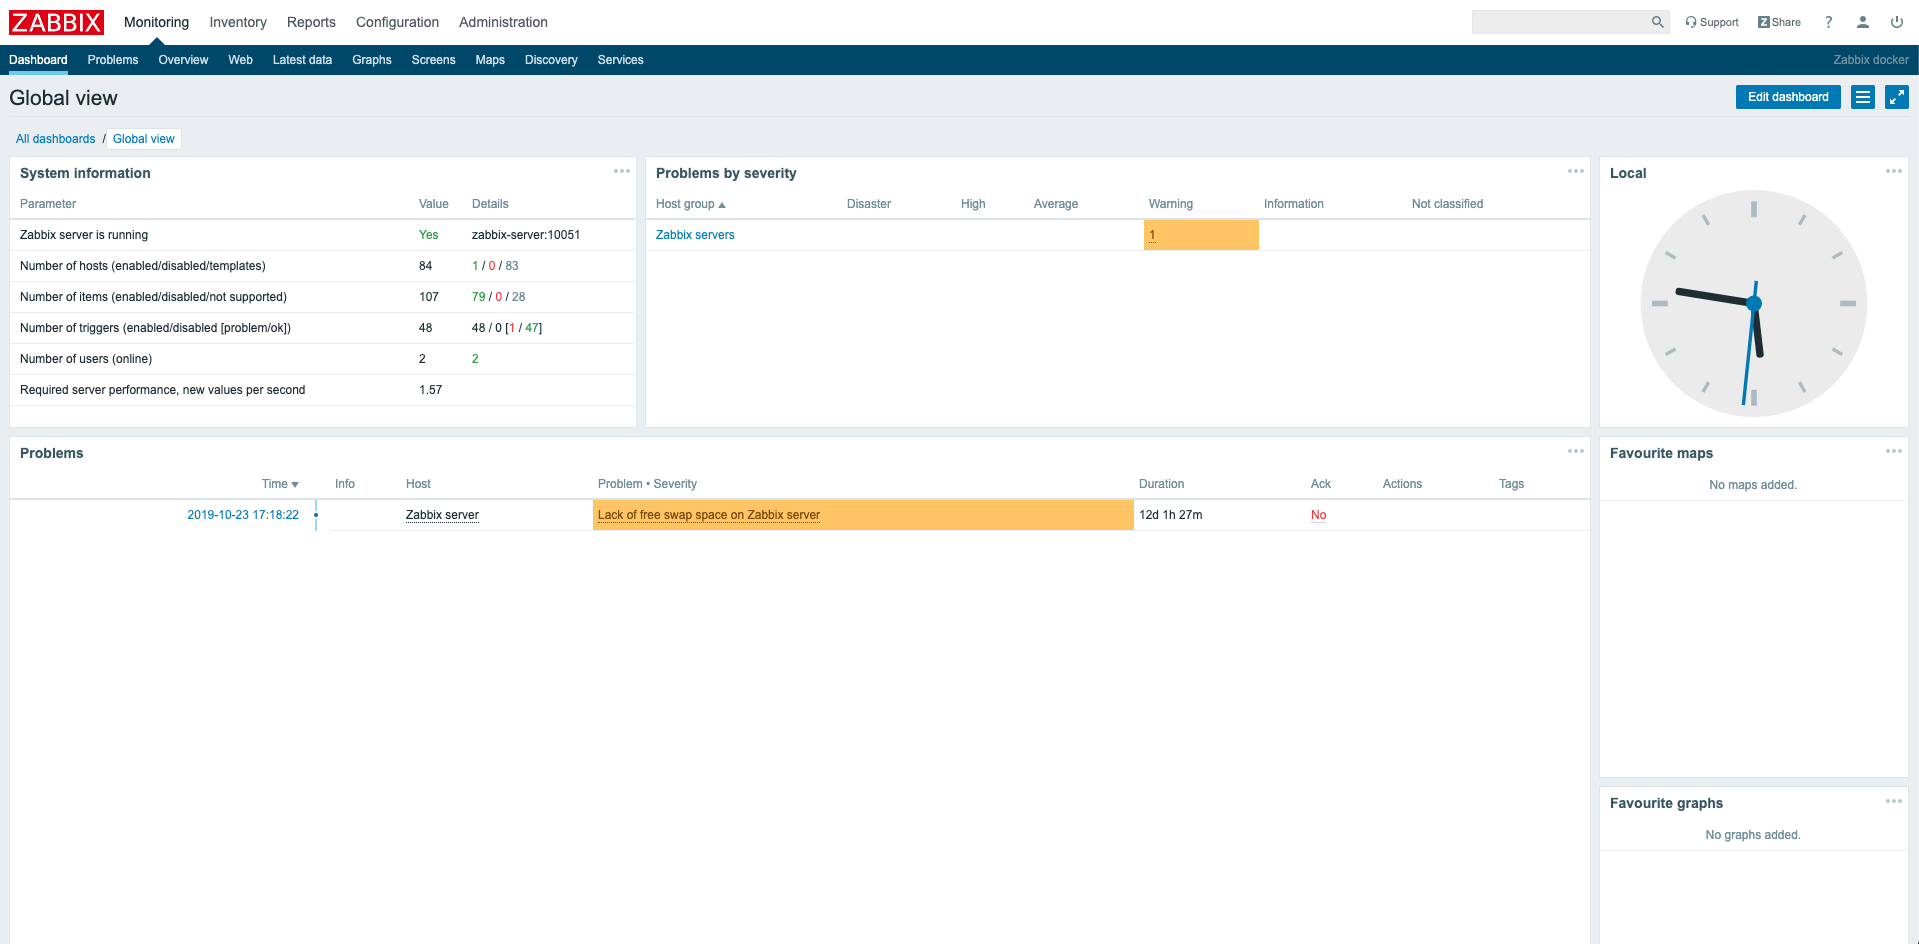 ZABBIX Monitoring Inventory Reports Configuration Administration Support Z Share ?
Dashboard Problems Overview Web Latest data Graphs Screens Maps Discovery Services Zabbix docker
Global view Edit dashboard
All dashboards / Global view
System information
Parameter Value Details
Zabbix server is running Yes zabbix-server:10051
Number of hosts (enabled/disabled/templates) 84 1 / 0 / 83
Number of items (enabled/disabled/not supported) 107 79 / 0 / 28
Number of triggers (enabled/disabled [problem/ok]) 48 48 / 0 [1 / 47]
Number of users (online) 2 2
Required server performance, new values per second 1.57
Problems by severity
Host group ▲ Disaster High Average Warning Information Not classified
Zabbix servers 1
Local
Problems
Time ▼ Info Host Problem • Severity Duration Ack Actions Tags
2019-10-23 17:18:22 Zabbix server Lack of free swap space on Zabbix server 12d 1h 27m No
Favourite maps
No maps added.
Favourite graphs
No graphs added.